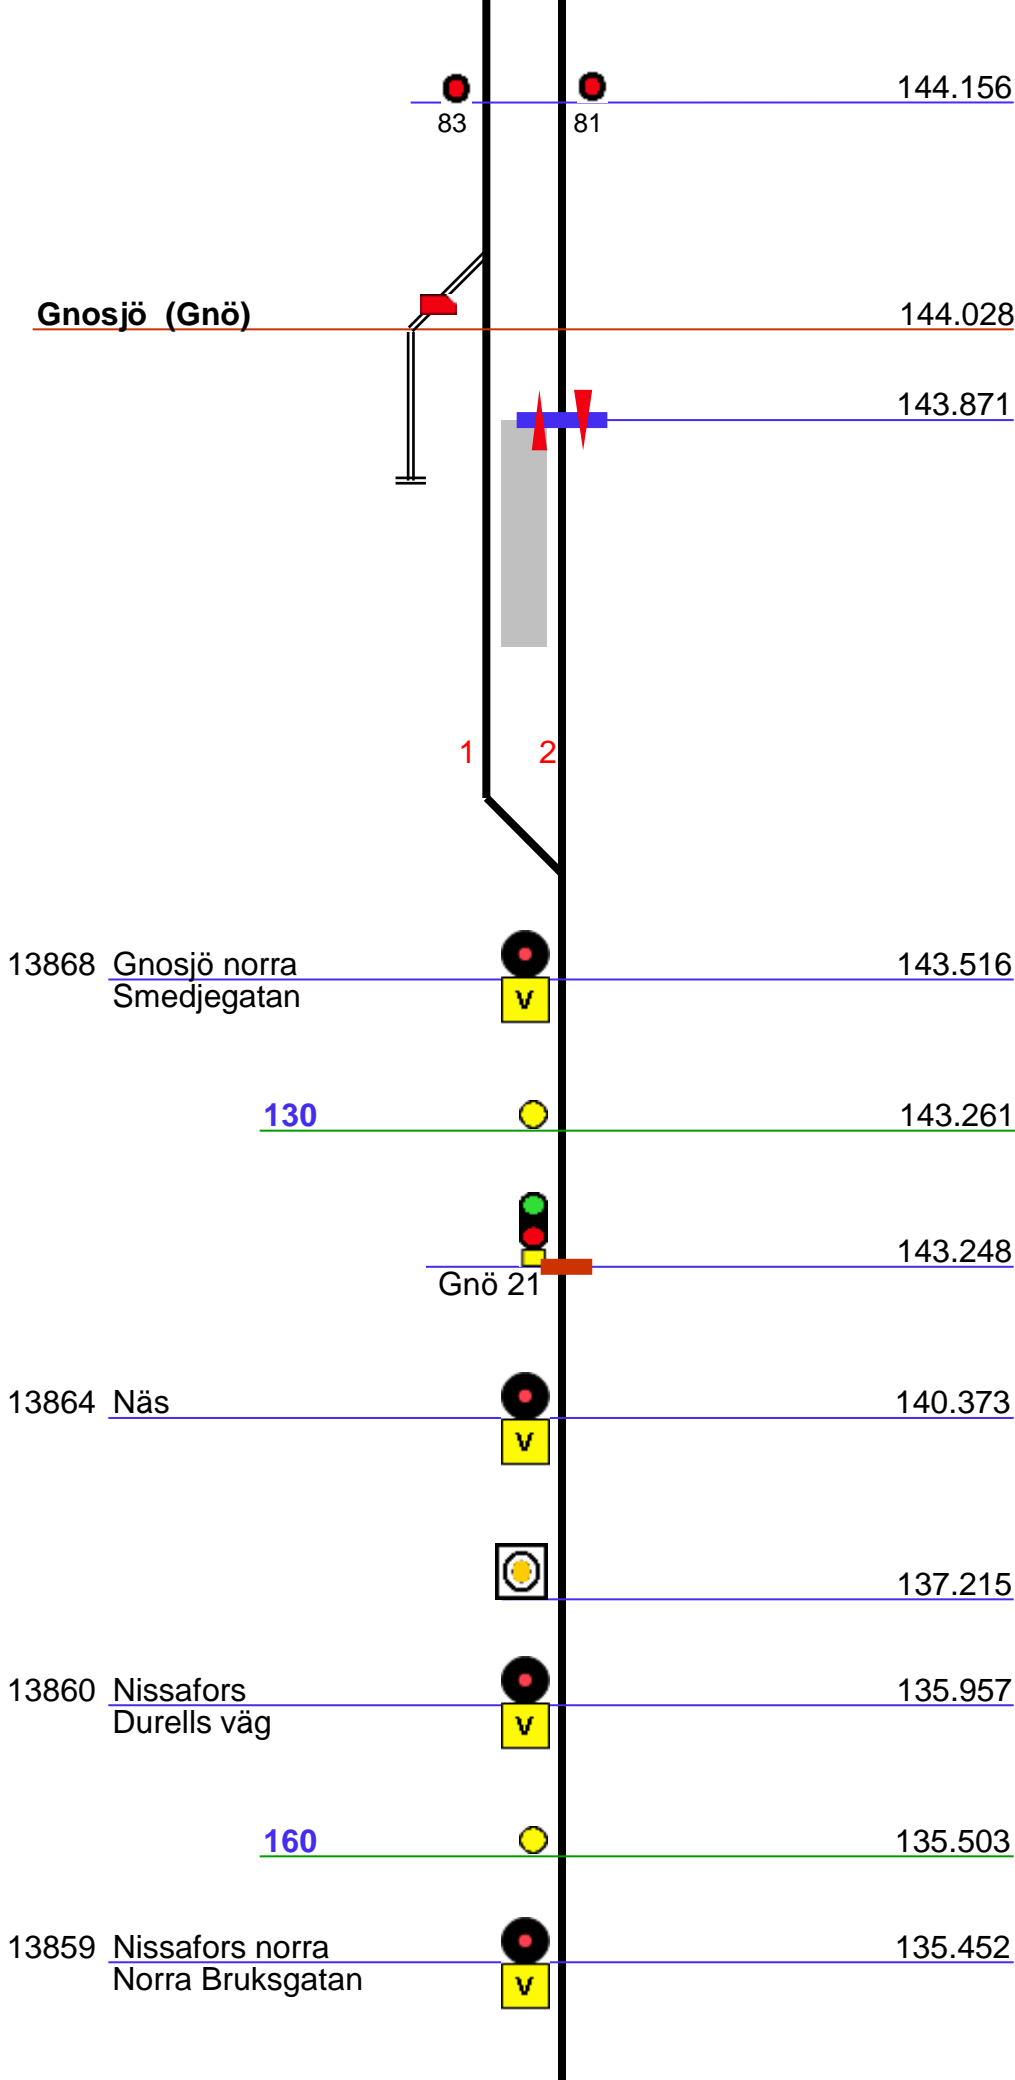 144.156
83 81
Gnosjö (Gnö) 144.028
143.871
1 2
13868 Gnosjö norra 143.516
Smedjegatan
V
130 143.261
143.248
Gnö 21
13864 Näs 140.373
V
137.215
13860 Nissafors 135.957
Durells väg
V
160 135.503
13859 Nissafors norra 135.452
Norra Bruksgatan
V